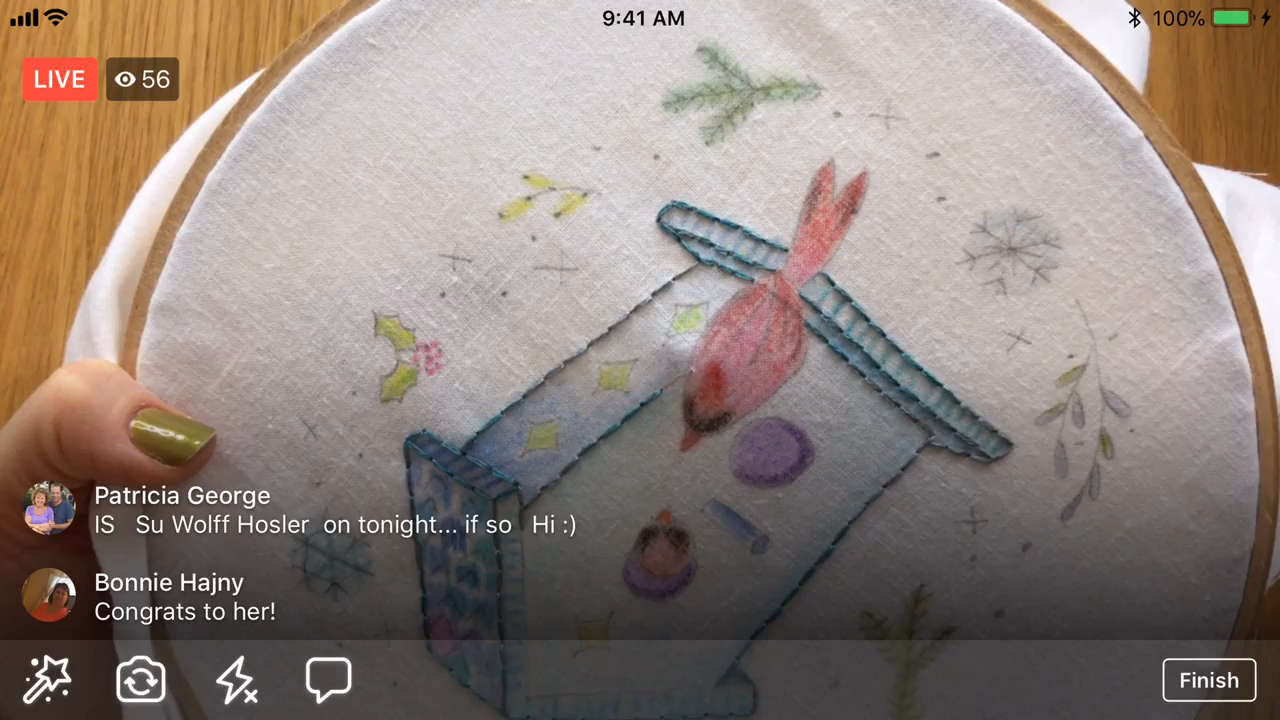 9:41 AM
100%
LIVE
56
Patricia George
IS Su Wolff Hosler on tonight... if so Hi :)
Bonnie Hajny
Congrats to her!
Finish